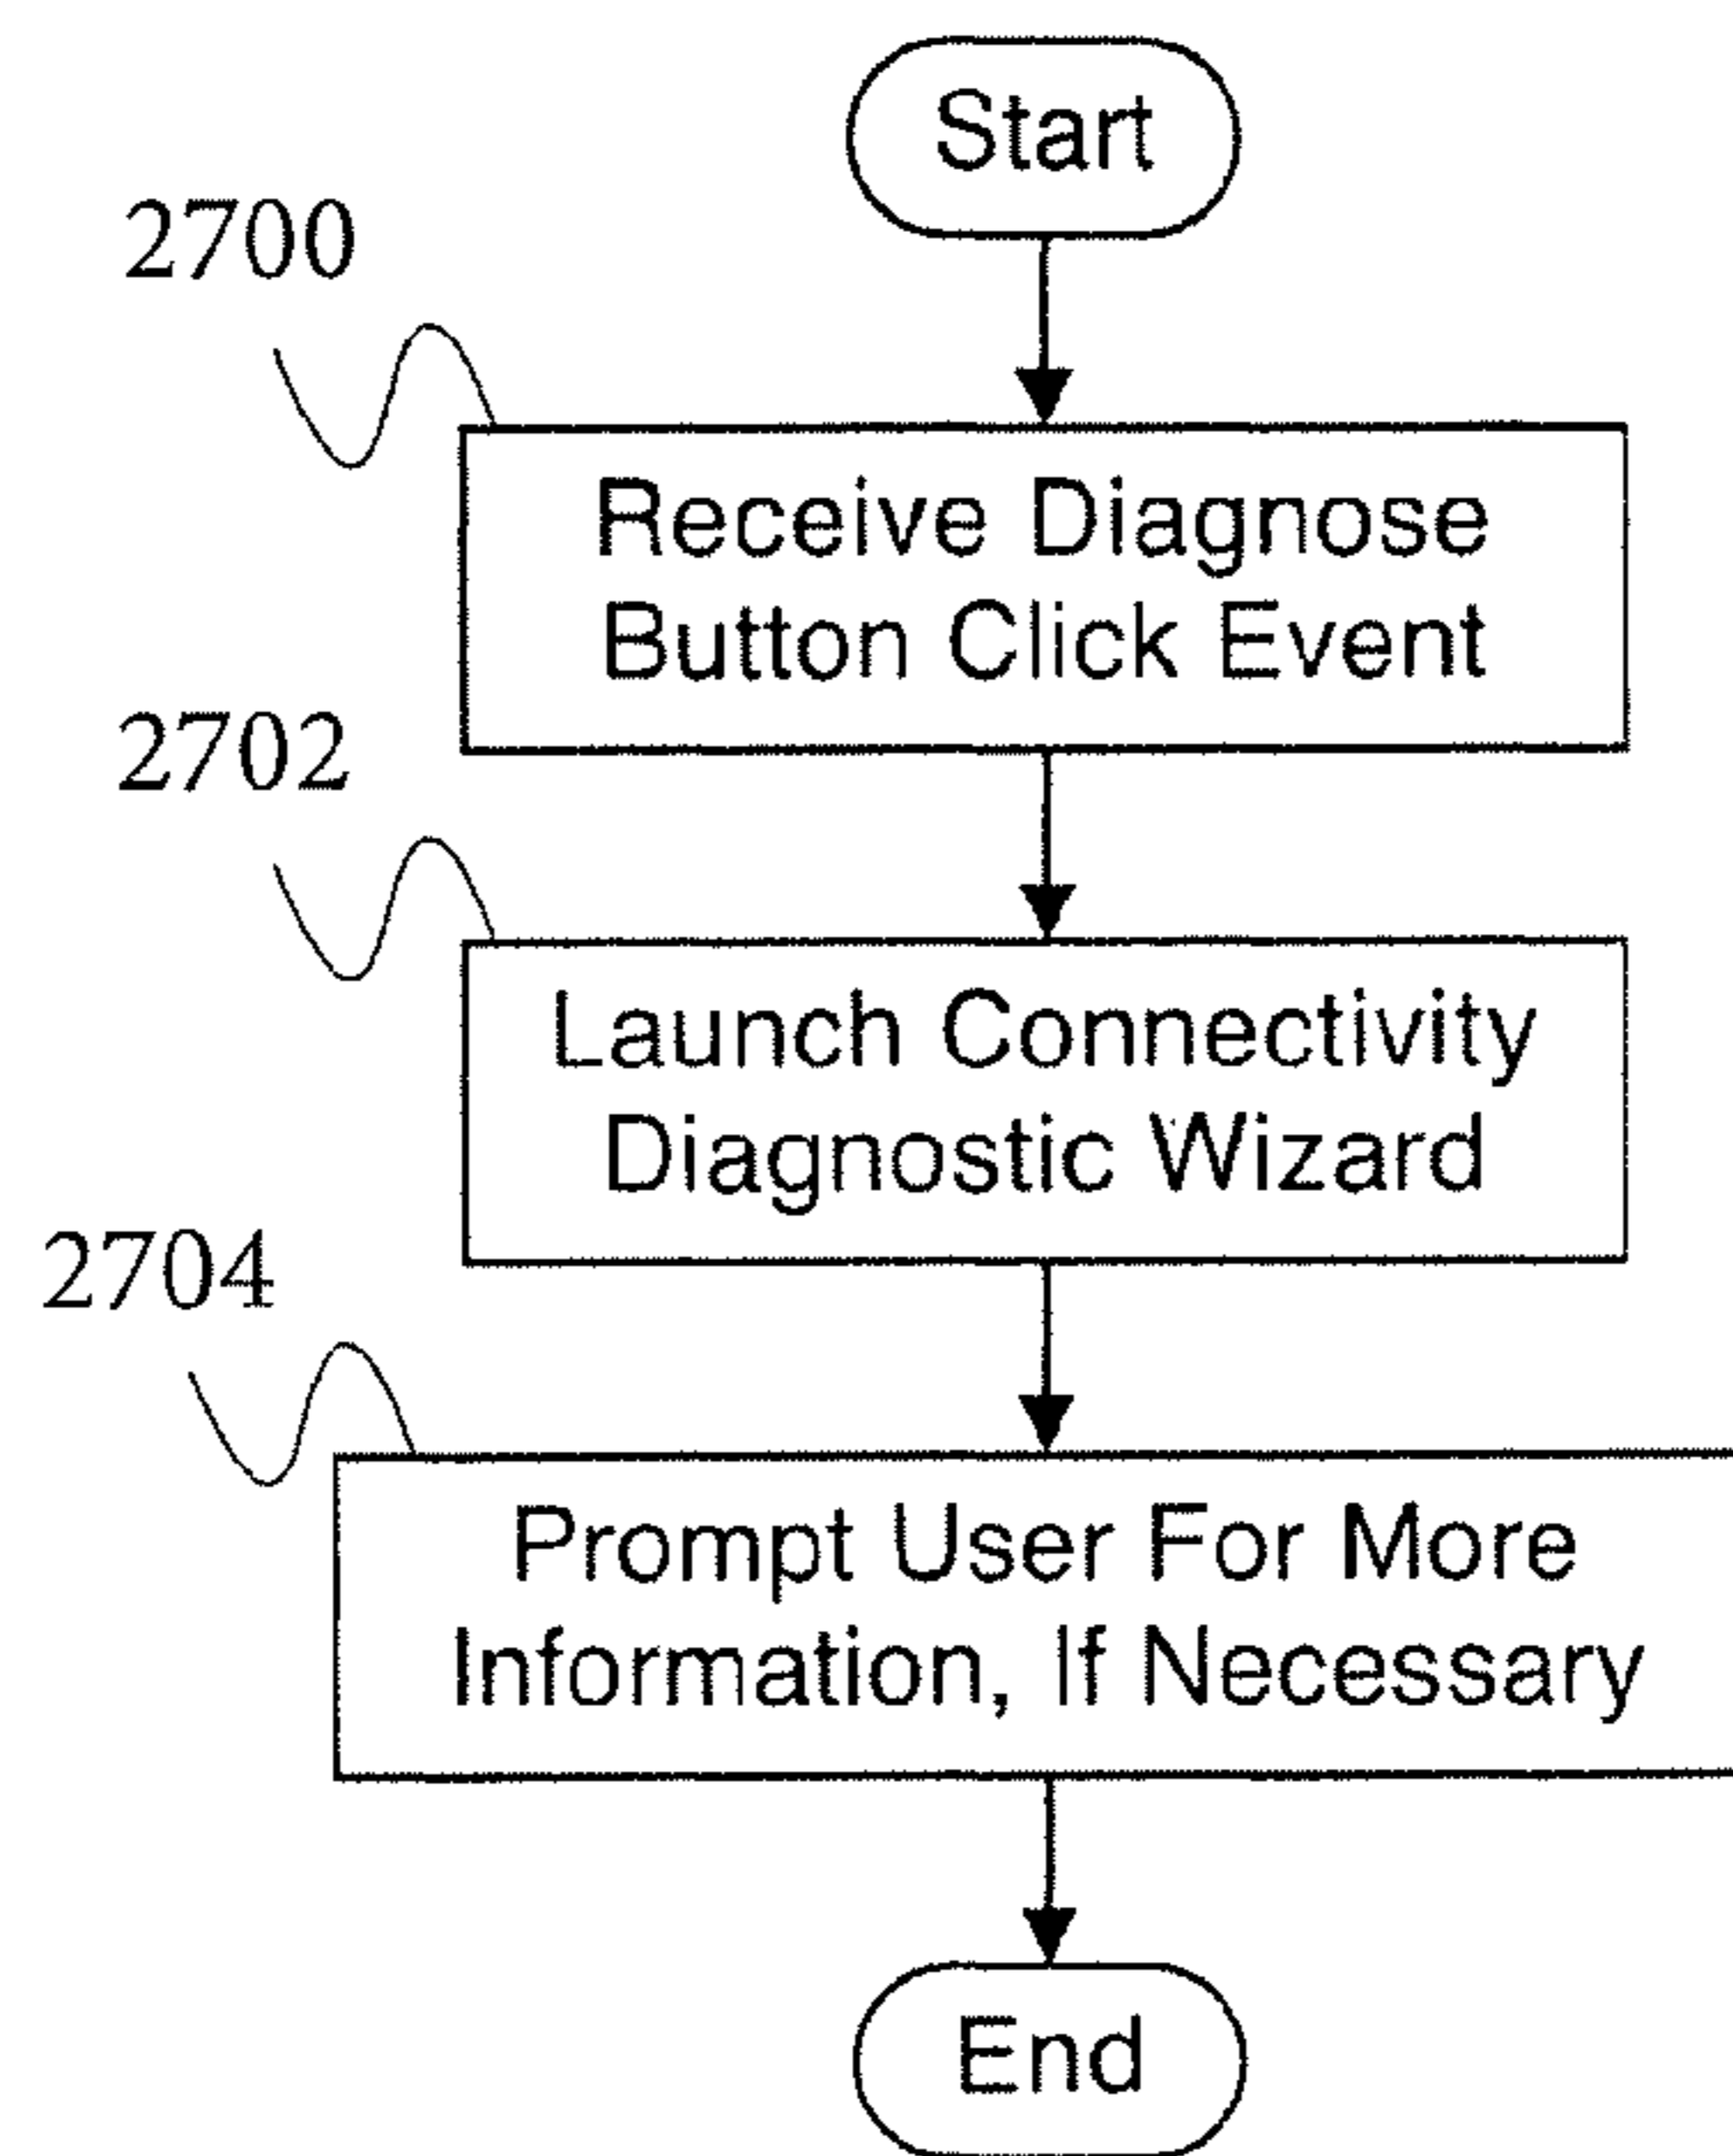 Start
2700
Receive Diagnose
Button Click Event
2702
Launch Connectivity
Diagnostic Wizard
2704
Prompt User For More
Information, If Necessary
End